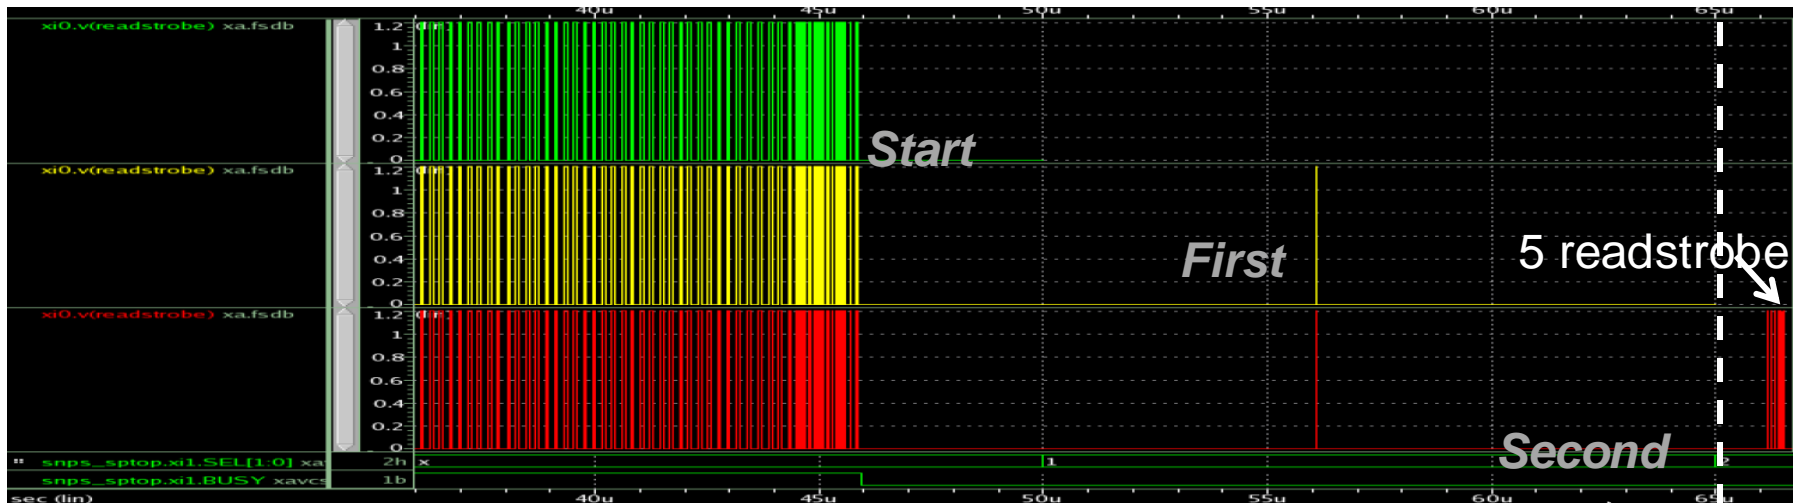 40u 45u 50u 55u 60u 65u
xi0.v(readstrobe) xa.fsdb
1.2
1
0.8
0.6
0.4
0.2
0
Start
xi0.v(readstrobe) xa.fsdb
1.2
1
0.8
0.6
0.4
0.2
0
First
5 readstrobe
xi0.v(readstrobe) xa.fsdb
1.2
1
0.8
0.6
0.4
0.2
0
Second
" snps_sptop.xi1.SEL[1:0] xa 2h x 1 2
snps_sptop.xi1.BUSY xavcs 1b
sec (lin) 40u 45u 50u 55u 60u 65u